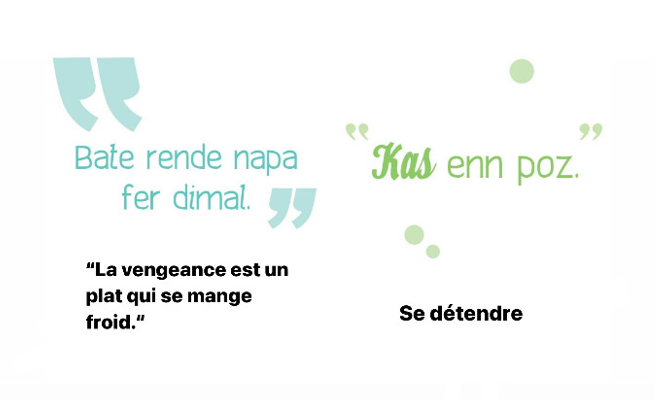 Bate rende napa
fer dimal.
“La vengeance est un
plat qui se mange
froid.“
”Kas enn poz.”
Se détendre